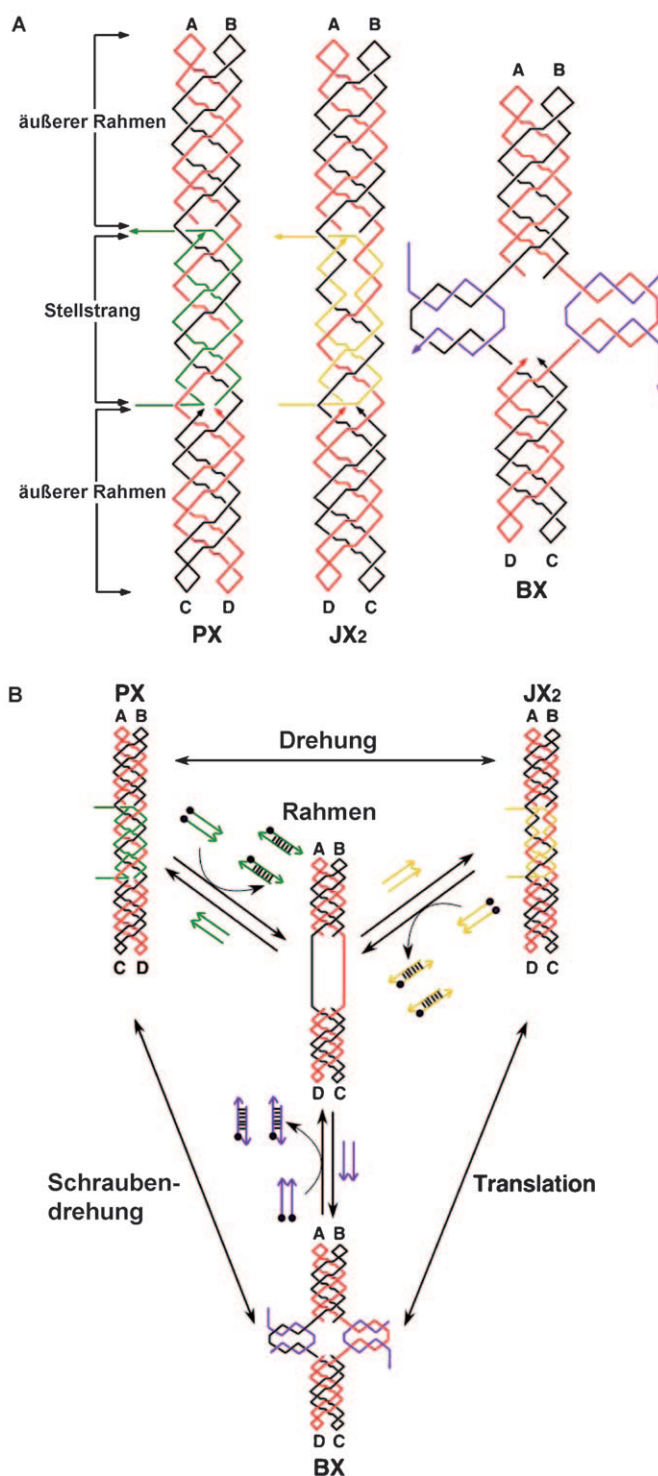 A
A B
A B
A B
äußerer Rahmen
Stellstrang
äußerer Rahmen
D C
BX
C D
D C
PX
JX2
B
PX
A B
JX2
A B
Drehung
Rahmen
A B
C D
D C
D C
Schrauben-
drehung
Translation
A B
D C
BX